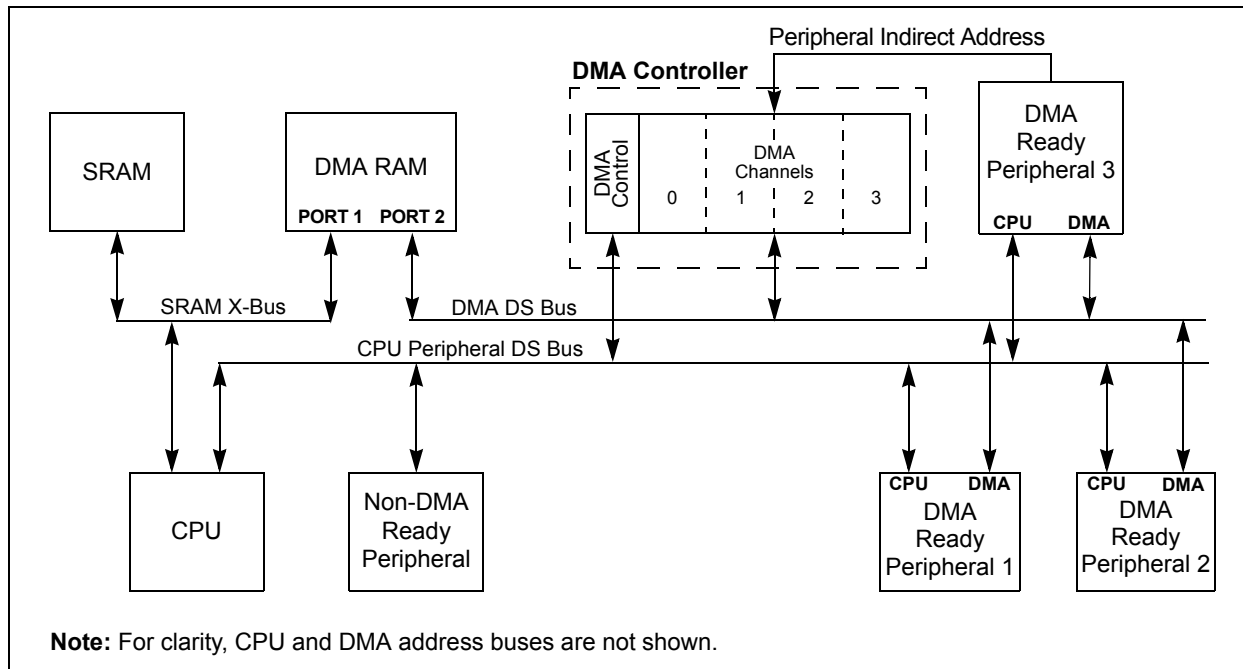 Peripheral Indirect Address
DMA Controller
SRAM
DMA RAM
PORT 1 PORT 2
DMA
Control
DMA
Channels
0 1 2 3
DMA
Ready
Peripheral 3
CPU DMA
SRAM X-Bus
DMA DS Bus
CPU Peripheral DS Bus
CPU
Non-DMA
Ready
Peripheral
CPU DMA
DMA
Ready
Peripheral 1
CPU DMA
DMA
Ready
Peripheral 2
Note: For clarity, CPU and DMA address buses are not shown.